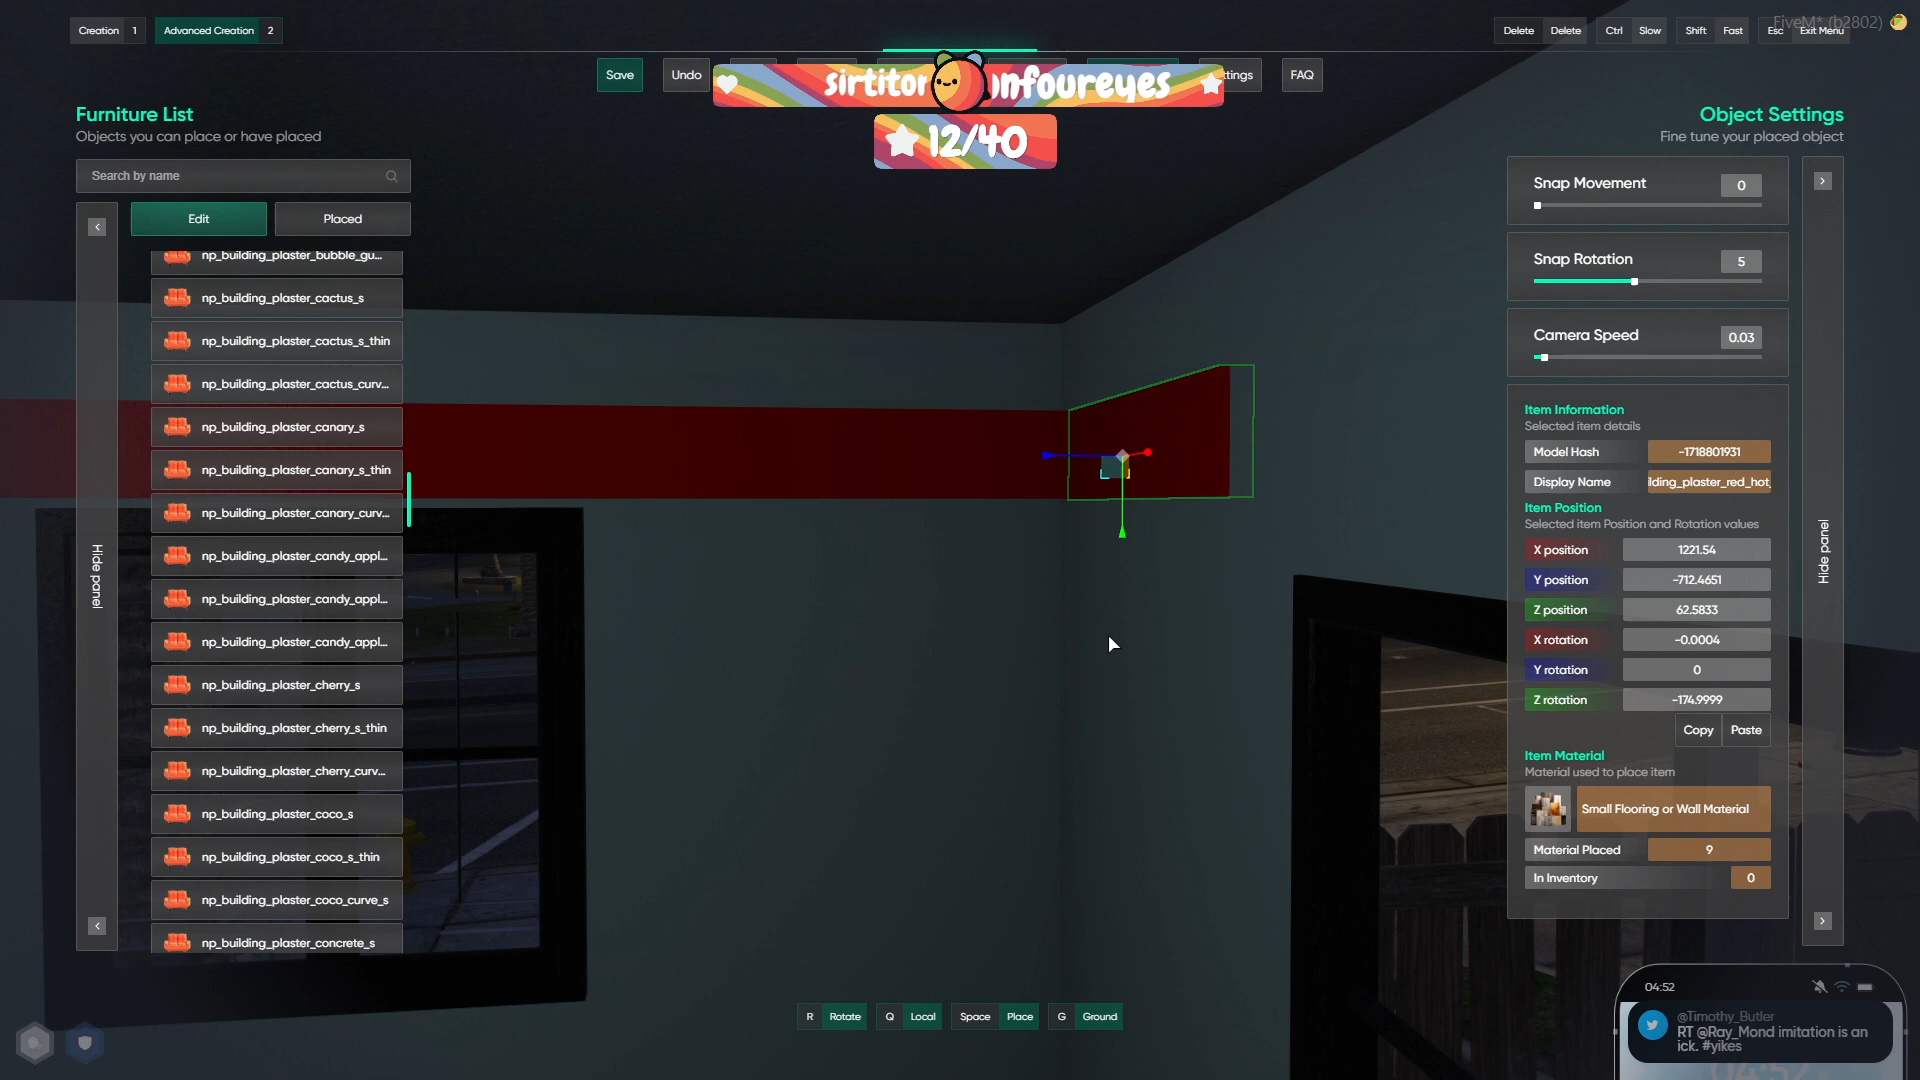 Creation 1
Advanced Creation 2
Delete Delete
Ctrl Slow
Shift Fast
Esc Exit Menu
FiveM* (b2802)
Save
Undo
FAQ
12/40
Furniture List
Objects you can place or have placed
Search by name
Edit
Placed
np_building_plaster_bubble_gu...
np_building_plaster_cactus_s
np_building_plaster_cactus_s_thin
np_building_plaster_cactus_curv...
np_building_plaster_canary_s
np_building_plaster_canary_s_thin
np_building_plaster_canary_curv...
np_building_plaster_candy_appl...
np_building_plaster_candy_appl...
np_building_plaster_candy_appl...
np_building_plaster_cherry_s
np_building_plaster_cherry_s_thin
np_building_plaster_cherry_curv...
np_building_plaster_coco_s
np_building_plaster_coco_s_thin
np_building_plaster_coco_curve_s
np_building_plaster_concrete_s
Hide panel
Object Settings
Fine tune your placed object
Snap Movement 0
Snap Rotation 5
Camera Speed 0.03
Item Information
Selected item details
Model Hash -1718801931
Display Name ilding_plaster_red_hot_
Item Position
Selected item Position and Rotation values
X position 1221.54
Y position -712.4651
Z position 62.5833
X rotation -0.0004
Y rotation 0
Z rotation -174.9999
Copy Paste
Item Material
Material used to place item
Small Flooring or Wall Material
Material Placed 9
In Inventory 0
Hide panel
R Rotate
Q Local
Space Place
G Ground
04:52
@Timothy_Butler
RT @Ray_Mond imitation is an
ick. #yikes